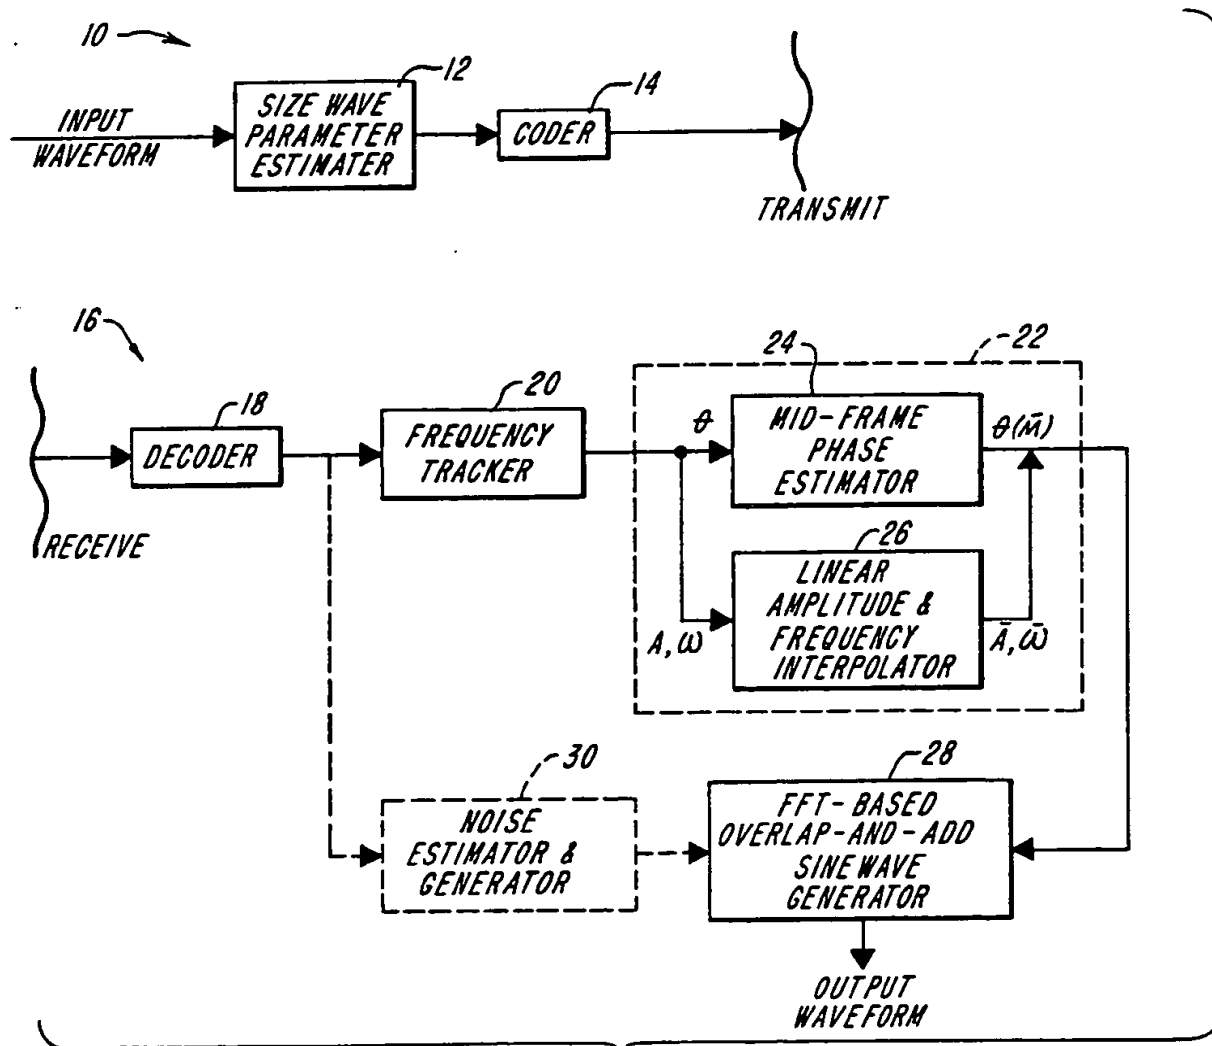 10
INPUT
WAVEFORM
12
SIZE WAVE
PARAMETER
ESTIMATER
14
CODER
TRANSMIT
16
RECEIVE
18
DECODER
20
FREQUENCY
TRACKER
22
24
θ
MID-FRAME
PHASE
ESTIMATOR
θ(M̄)
26
A, ω
LINEAR
AMPLITUDE &
FREQUENCY
INTERPOLATOR
Ā, ω̄
30
NOISE
ESTIMATOR &
GENERATOR
28
FFT-BASED
OVERLAP-AND-ADD
SINEWAVE
GENERATOR
OUTPUT
WAVEFORM